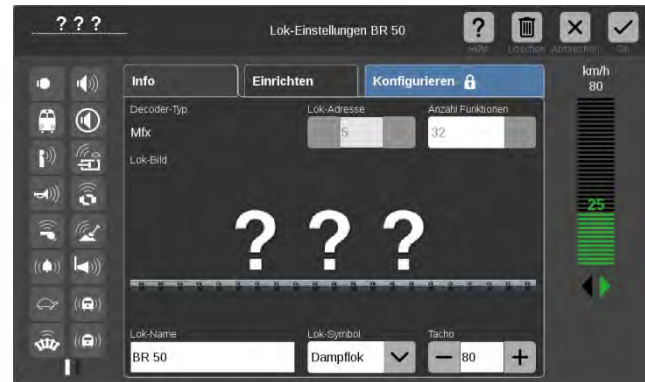 ? ? ?
Lok-Einstellungen BR 50
?
Hilfe
Löschen
Abbrechen
Ok
km/h
80
Info
Einrichten
Konfigurieren
Decoder-Typ
Lok-Adresse
Anzahl Funktionen
Mfx
5
32
Lok-Bild
25
? ? ?
Lok-Name
Lok-Symbol
Tacho
BR 50
Dampflok
80